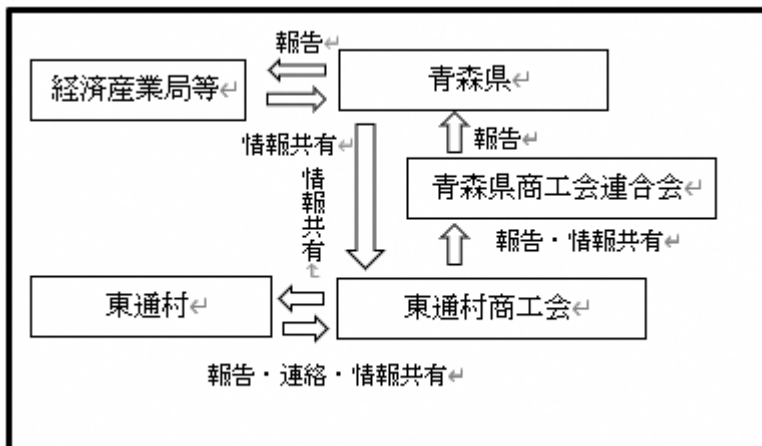 報告
経済産業局等
青森県
情報共有
報告
情報共有
青森県商工会連合会
報告・情報共有
東通村
東通村商工会
報告・連絡・情報共有